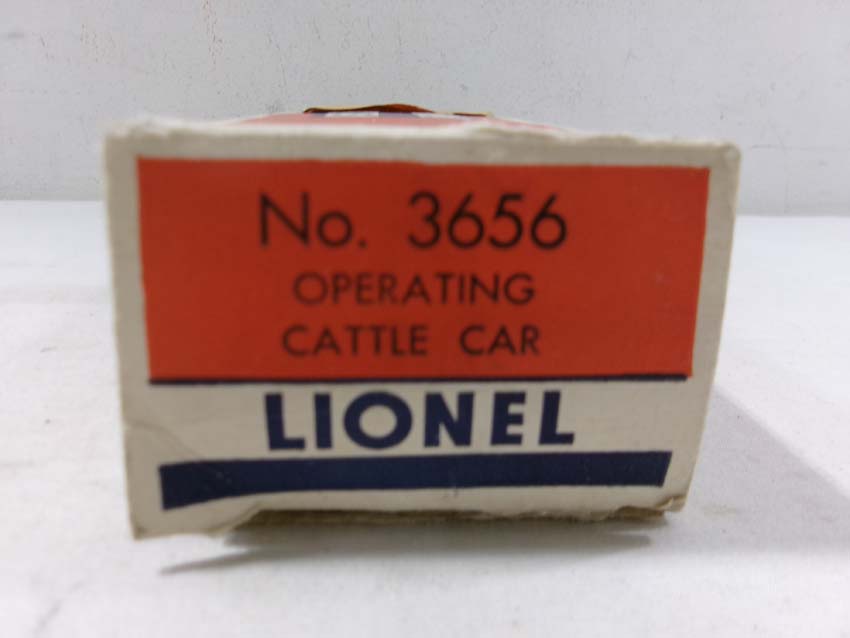 No. 3656
OPERATING
CATTLE CAR
LIONEL